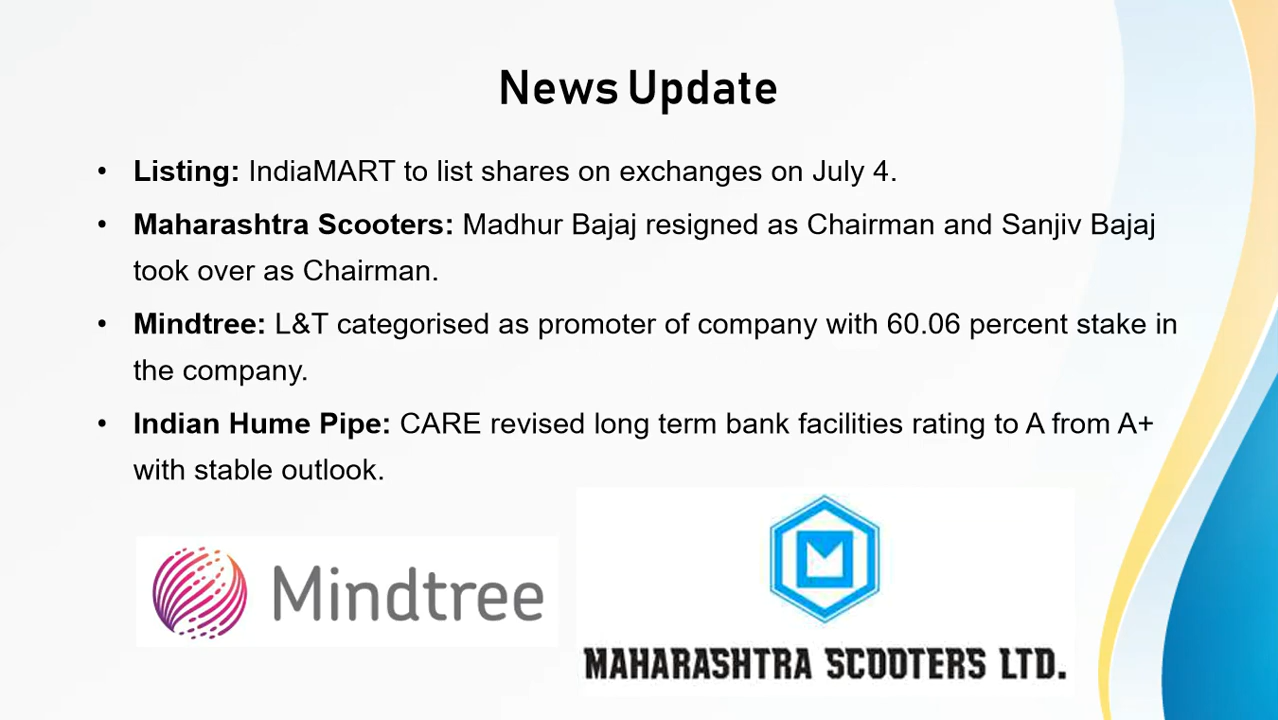 News Update
• Listing: IndiaMART to list shares on exchanges on July 4.
• Maharashtra Scooters: Madhur Bajaj resigned as Chairman and Sanjiv Bajaj
took over as Chairman.
• Mindtree: L&T categorised as promoter of company with 60.06 percent stake in
the company.
• Indian Hume Pipe: CARE revised long term bank facilities rating to A from A+
with stable outlook.
Mindtree
M
MAHARASHTRA SCOOTERS LTD.